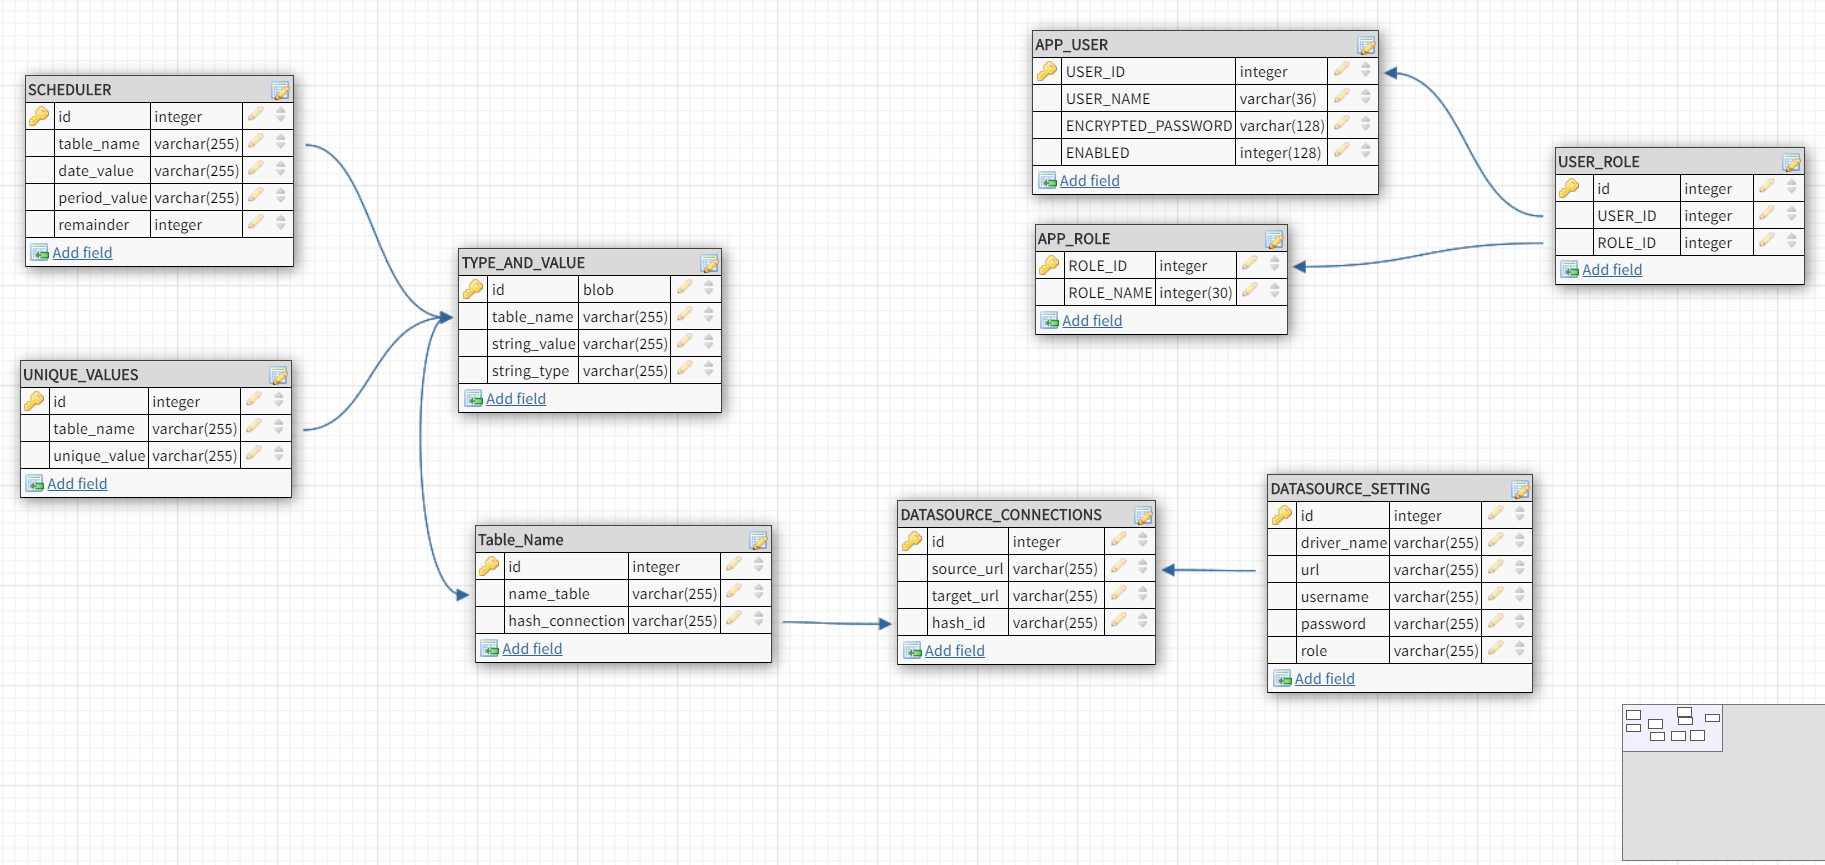 SCHEDULER
id integer
table_name varchar(255)
date_value varchar(255)
period_value varchar(255)
remainder integer
Add field
UNIQUE_VALUES
id integer
table_name varchar(255)
unique_value varchar(255)
Add field
TYPE_AND_VALUE
id blob
table_name varchar(255)
string_value varchar(255)
string_type varchar(255)
Add field
Table_Name
id integer
name_table varchar(255)
hash_connection varchar(255)
Add field
APP_USER
USER_ID integer
USER_NAME varchar(36)
ENCRYPTED_PASSWORD varchar(128)
ENABLED integer(128)
Add field
APP_ROLE
ROLE_ID integer
ROLE_NAME integer(30)
Add field
USER_ROLE
id integer
USER_ID integer
ROLE_ID integer
Add field
DATASOURCE_CONNECTIONS
id integer
source_url varchar(255)
target_url varchar(255)
hash_id varchar(255)
Add field
DATASOURCE_SETTING
id integer
driver_name varchar(255)
url varchar(255)
username varchar(255)
password varchar(255)
role varchar(255)
Add field